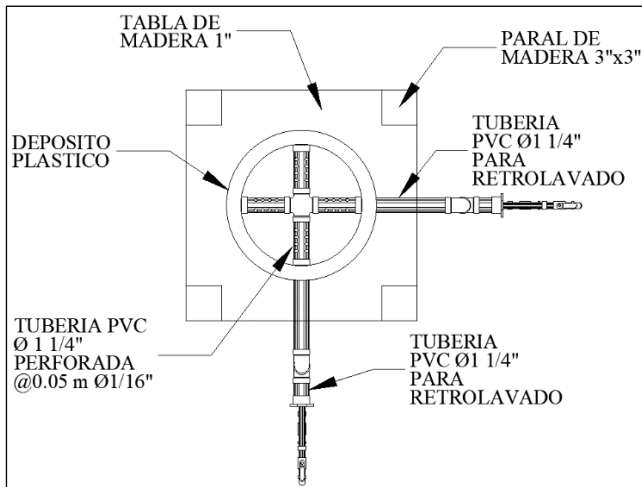 TABLA DE
MADERA 1"
PARAL DE
MADERA 3"x3"
DEPOSITO
PLASTICO
TUBERIA
PVC Ø1 1/4"
PARA
RETROLAVADO
TUBERIA PVC
Ø 1 1/4"
PERFORADA
@0.05 m Ø1/16"
TUBERIA
PVC Ø1 1/4"
PARA
RETROLAVADO